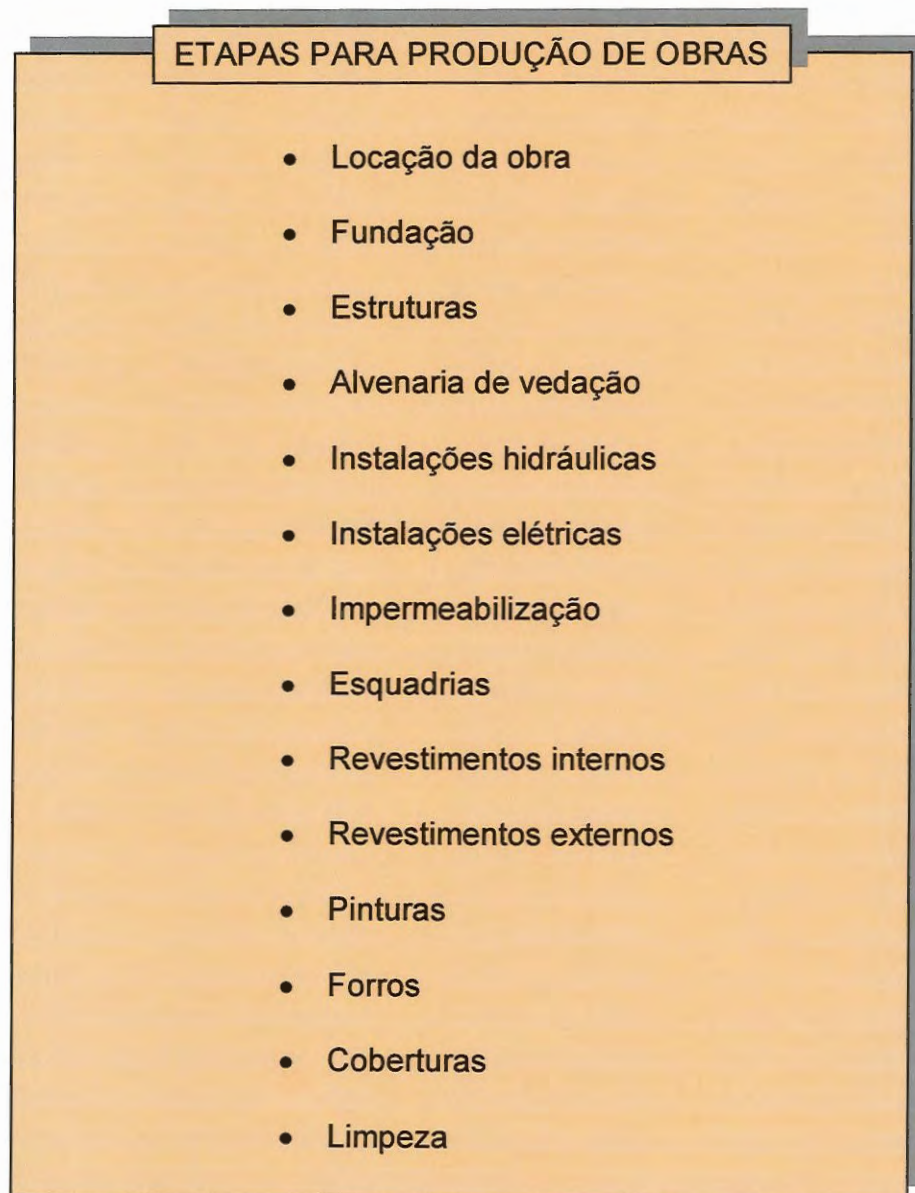 ETAPAS PARA PRODUÇÃO DE OBRAS
• Locação da obra
• Fundação
• Estruturas
• Alvenaria de vedação
• Instalações hidráulicas
• Instalações elétricas
• Impermeabilização
• Esquadrias
• Revestimentos internos
• Revestimentos externos
• Pinturas
• Forros
• Coberturas
• Limpeza